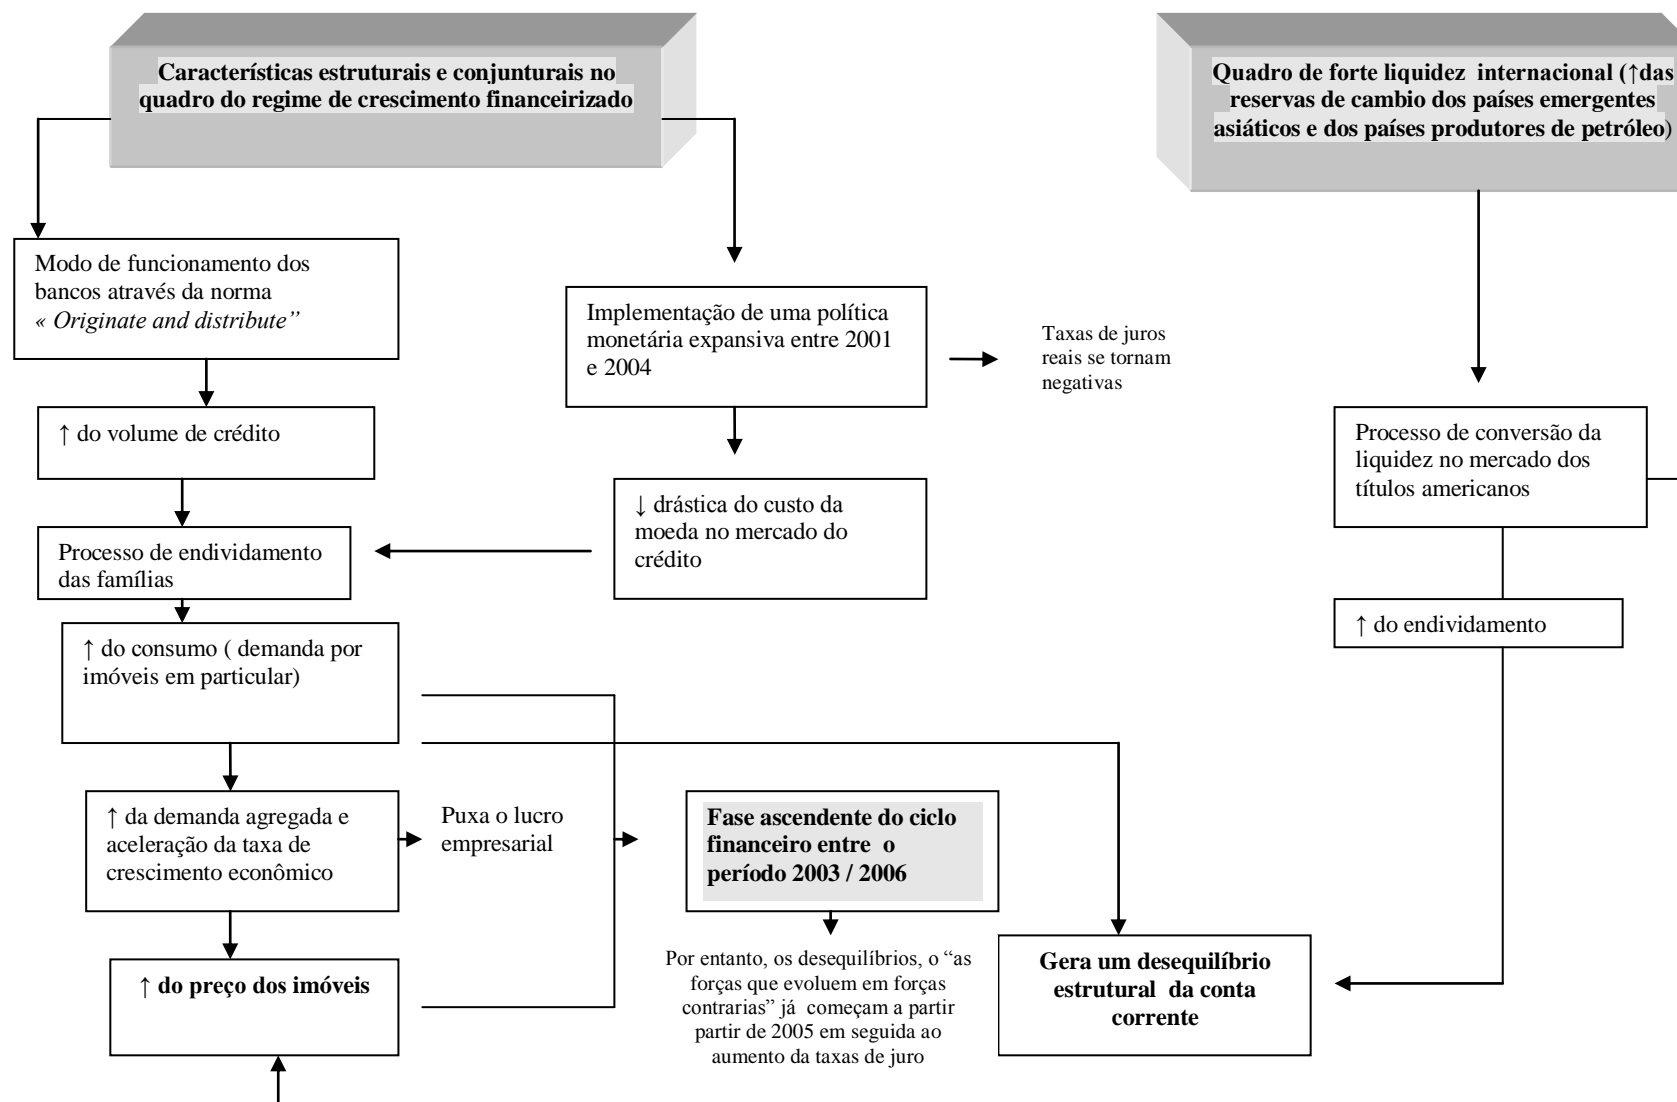 Características estruturais e conjunturais no
quadro do regime de crescimento financeirizado
Quadro de forte liquidez internacional (↑das
reservas de cambio dos países emergentes
asiáticos e dos países produtores de petróleo)
Modo de funcionamento dos
bancos através da norma
« Originate and distribute”
Implementação de uma política
monetária expansiva entre 2001
e 2004
Taxas de juros
reais se tornam
negativas
↑ do volume de crédito
Processo de conversão da
liquidez no mercado dos
títulos americanos
↓ drástica do custo da
moeda no mercado do
crédito
Processo de endividamento
das famílias
↑ do endividamento
↑ do consumo ( demanda por
imóveis em particular)
↑ da demanda agregada e
aceleração da taxa de
crescimento econômico
Puxa o lucro
empresarial
Fase ascendente do ciclo
financeiro entre o
período 2003 / 2006
Por entanto, os desequilíbrios, o “as
forças que evoluem em forças
contrarias” já começam a partir
partir de 2005 em seguida ao
aumento da taxas de juro
Gera um desequilíbrio
estrutural da conta
corrente
↑ do preço dos imóveis